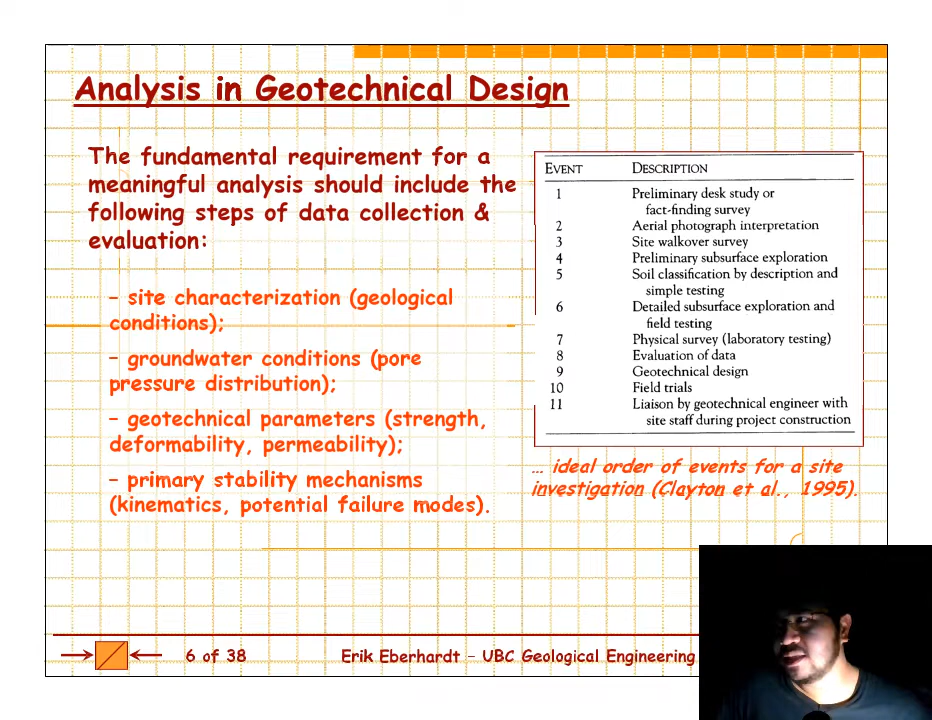 Analysis in Geotechnical Design
The fundamental requirement for a
meaningful analysis should include the
following steps of data collection &
evaluation:
– site characterization (geological
conditions);
– groundwater conditions (pore
pressure distribution);
– geotechnical parameters (strength,
deformability, permeability);
– primary stability mechanisms
(kinematics, potential failure modes).
EVENT DESCRIPTION
1 Preliminary desk study or
fact-finding survey
2 Aerial photograph interpretation
3 Site walkover survey
4 Preliminary subsurface exploration
5 Soil classification by description and
simple testing
6 Detailed subsurface exploration and
field testing
7 Physical survey (laboratory testing)
8 Evaluation of data
9 Geotechnical design
10 Field trials
11 Liaison by geotechnical engineer with
site staff during project construction
... ideal order of events for a site
investigation (Clayton et al., 1995).
6 of 38
Erik Eberhardt – UBC Geological Engineering